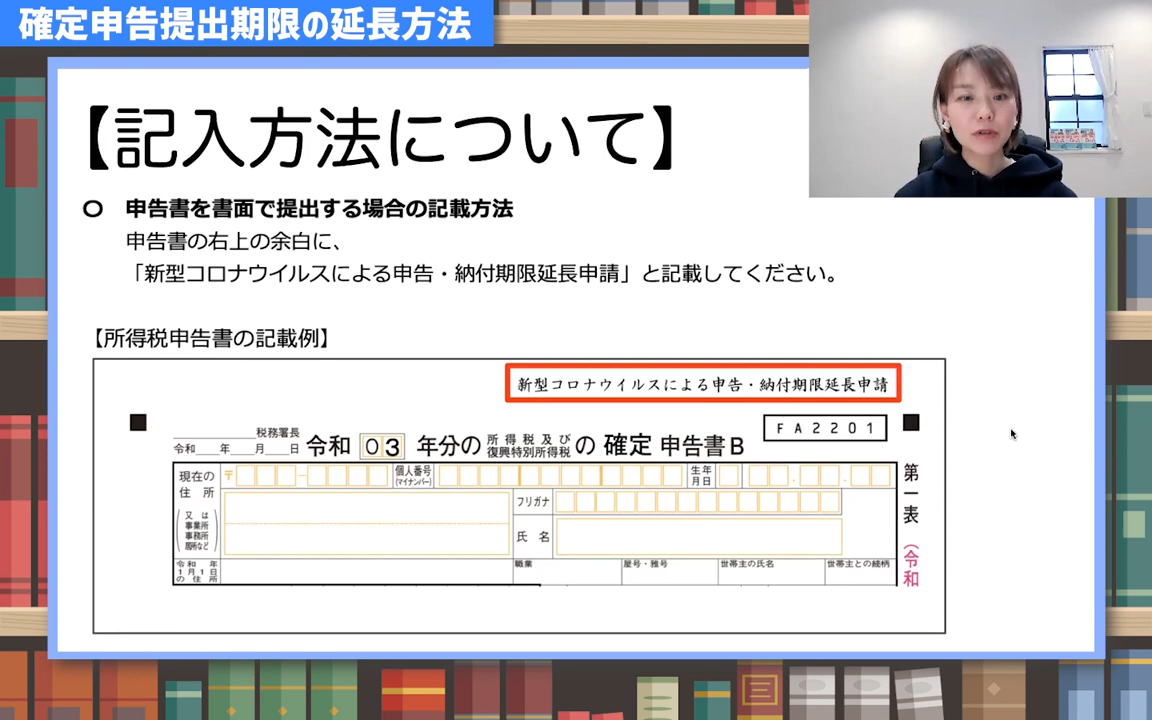 確定申告提出期限の延長方法
【記入方法について】
〇 申告書を書面で提出する場合の記載方法
申告書の右上の余白に、
「新型コロナウイルスによる申告・納付期限延長申請」と記載してください。
【所得税申告書の記載例】
新型コロナウイルスによる申告・納付期限延長申請
FA2201
税務署長
令和__年__月__日
令和03年分の所得税及び復興特別所得税の確定申告書B
現在の住所
又は事業所事務所居所など
〒
個人番号(マイナンバー)
生年月日
フリガナ
氏名
令和 年1月1日の住所
職業
屋号・雅号
世帯主の氏名
世帯主との続柄
第一表
（令和